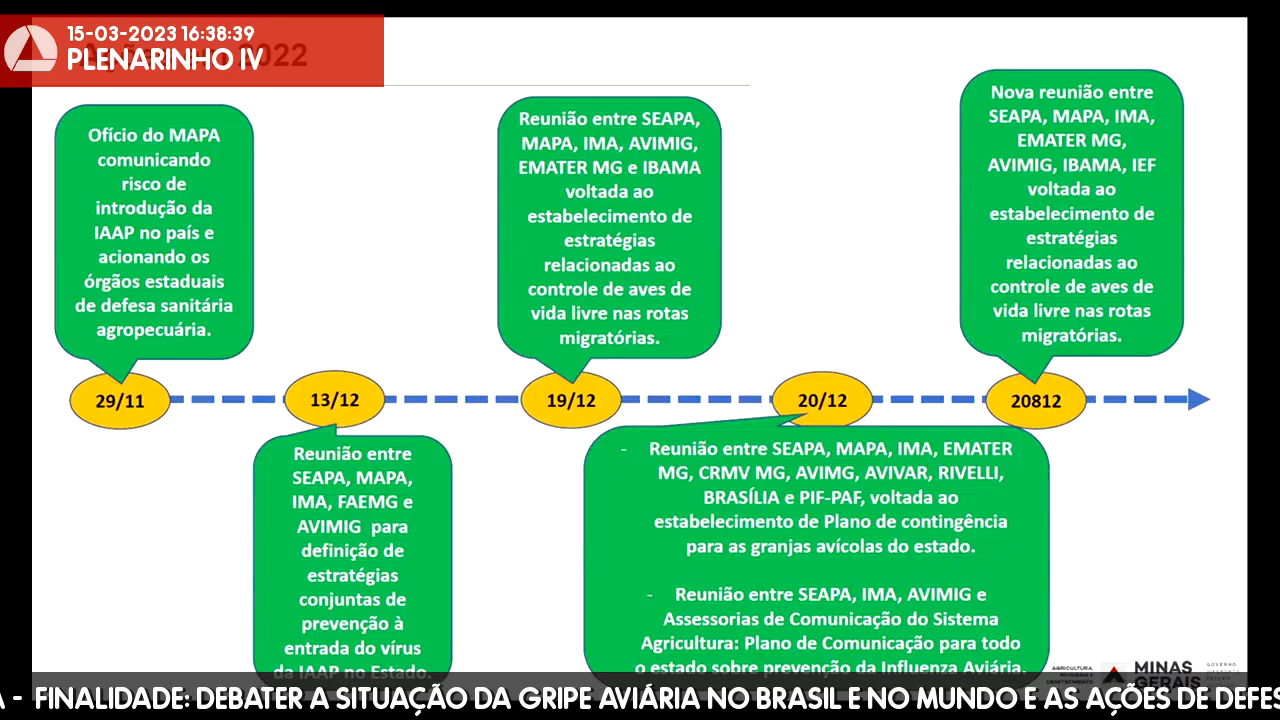 15-03-2023 16:38:39
PLENARINHO IV
2022
Ofício do MAPA
comunicando
risco de
introdução da
IAAP no país e
acionando os
órgãos estaduais
de defesa sanitária
agropecuária.
Reunião entre SEAPA,
MAPA, IMA, AVIMIG,
EMATER MG e IBAMA
voltada ao
estabelecimento de
estratégias
relacionadas ao
controle de aves de
vida livre nas rotas
migratórias.
Nova reunião entre
SEAPA, MAPA, IMA,
EMATER MG,
AVIMIG, IBAMA, IEF
voltada ao
estabelecimento de
estratégias
relacionadas ao
controle de aves de
vida livre nas rotas
migratórias.
29/11
13/12
19/12
20/12
20812
Reunião entre
SEAPA, MAPA,
IMA, FAEMG e
AVIMIG para
definição de
estratégias
conjuntas de
prevenção à
entrada do vírus
da IAAP no Estado.
- Reunião entre SEAPA, MAPA, IMA, EMATER
MG, CRMV MG, AVIMG, AVIVAR, RIVELLI,
BRASÍLIA e PIF-PAF, voltada ao
estabelecimento de Plano de contingência
para as granjas avícolas do estado.
- Reunião entre SEAPA, IMA, AVIMIG e
Assessorias de Comunicação do Sistema
Agricultura: Plano de Comunicação para todo
o estado sobre prevenção da Influenza Aviária.
AGRICULTURA,
PECUÁRIA E
ABASTECIMENTO
MINAS
GERAIS
GOVERNO
DIFERENTE
ESTADO
A - FINALIDADE: DEBATER A SITUAÇÃO DA GRIPE AVIÁRIA NO BRASIL E NO MUNDO E AS AÇÕES DE DEFES